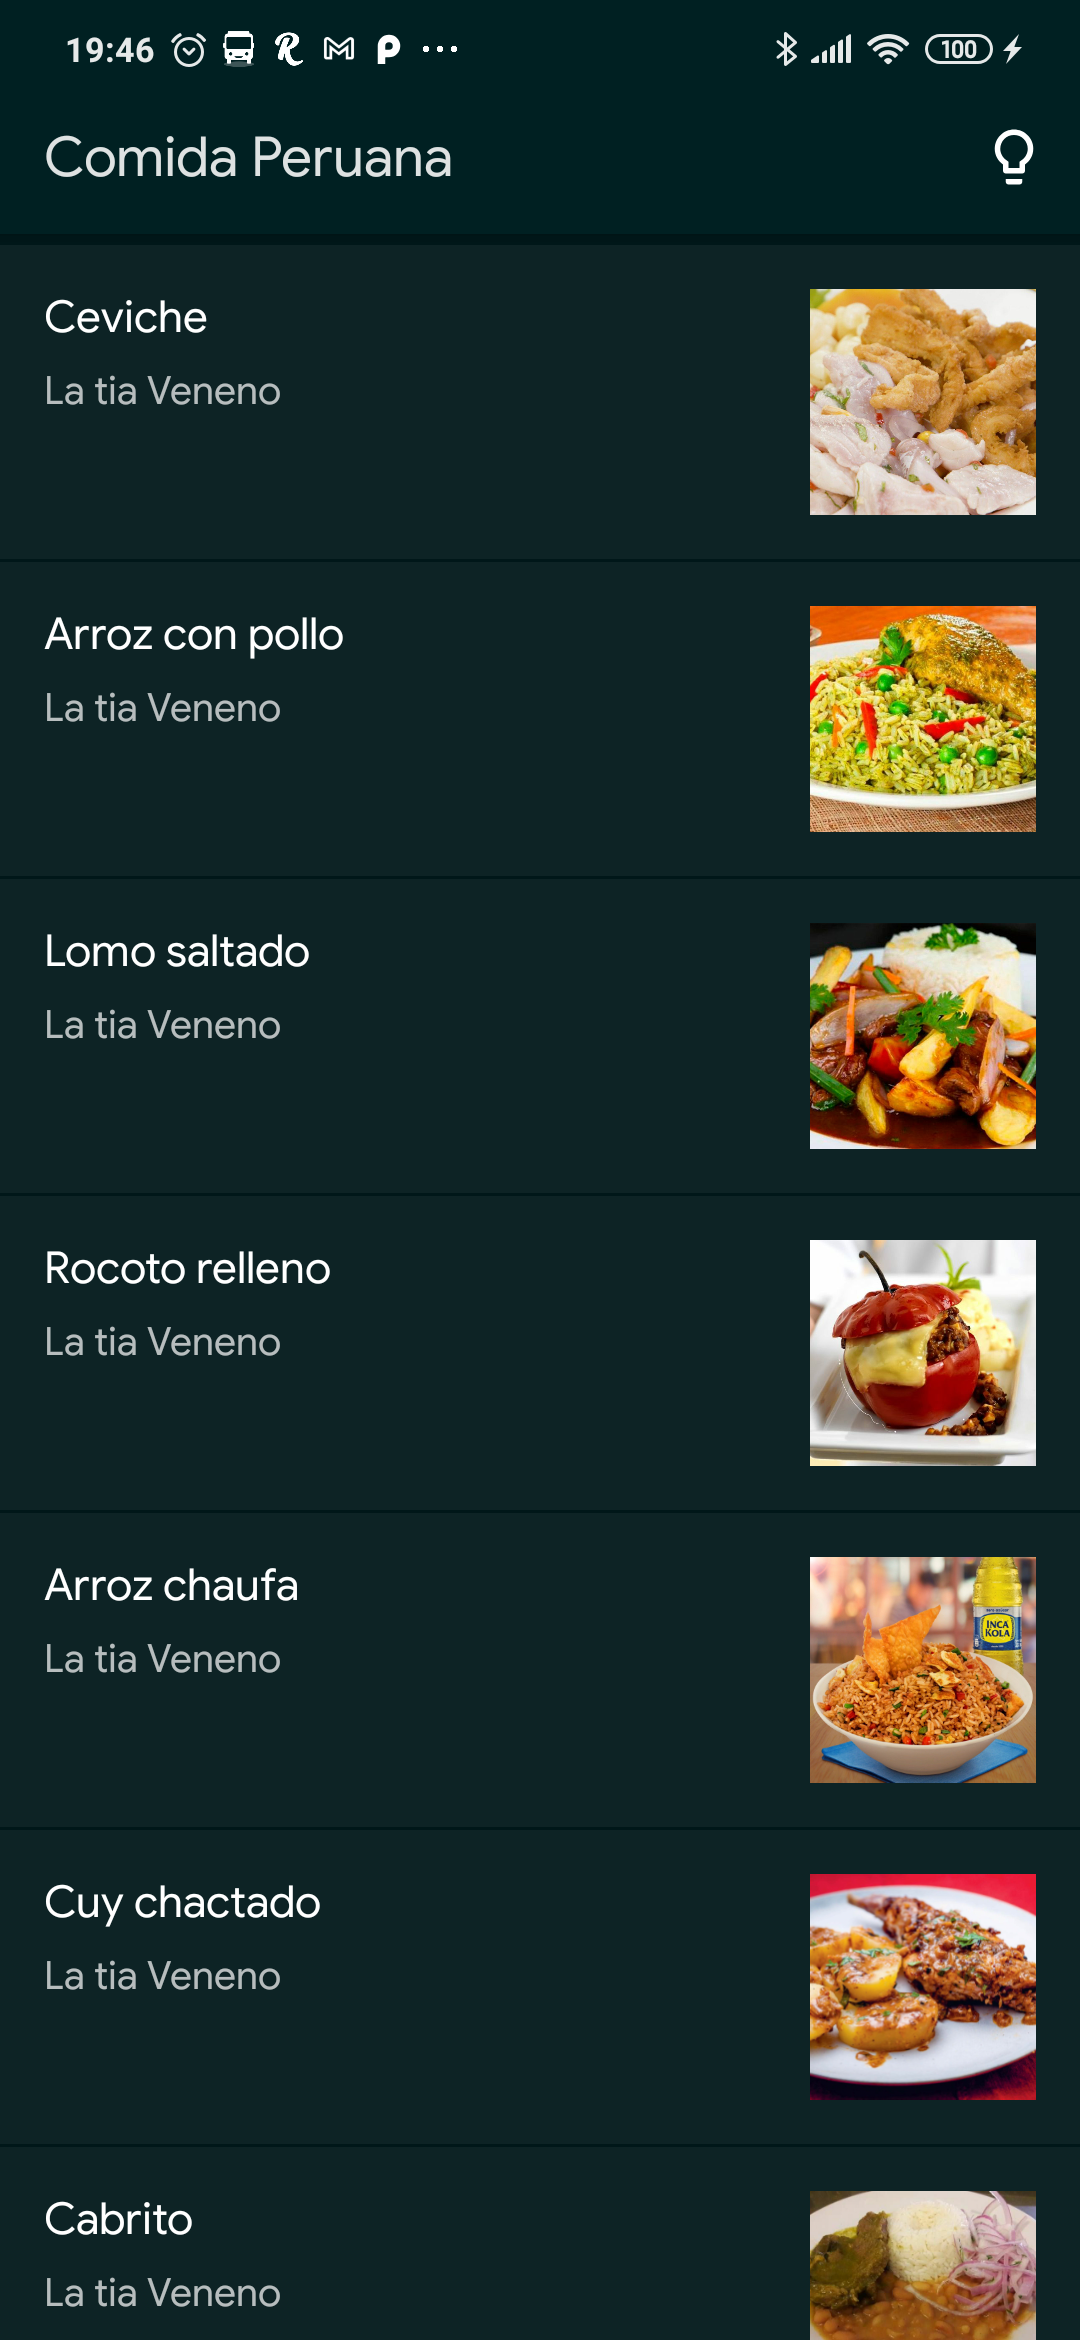 19:46
100
Comida Peruana
Ceviche
La tia Veneno
Arroz con pollo
La tia Veneno
Lomo saltado
La tia Veneno
Rocoto relleno
La tia Veneno
Arroz chaufa
La tia Veneno
INCA
KOLA
Cuy chactado
La tia Veneno
Cabrito
La tia Veneno